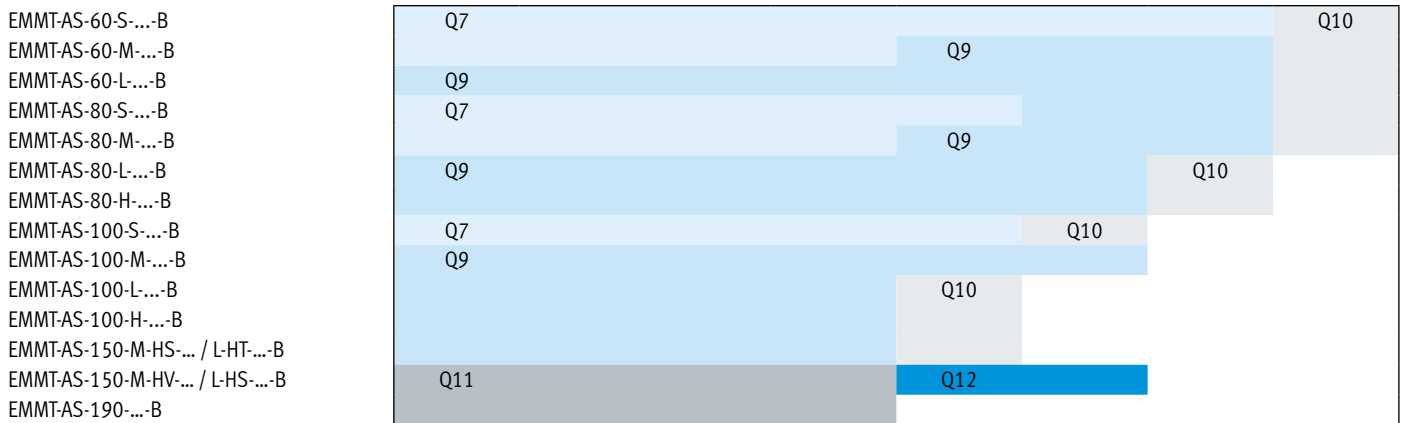 EMMT-AS-60-S-...-B Q7 Q10
EMMT-AS-60-M-...-B Q9
EMMT-AS-60-L-...-B Q9
EMMT-AS-80-S-...-B Q7
EMMT-AS-80-M-...-B Q9
EMMT-AS-80-L-...-B Q9 Q10
EMMT-AS-80-H-...-B
EMMT-AS-100-S-...-B Q7 Q10
EMMT-AS-100-M-...-B Q9
EMMT-AS-100-L-...-B Q10
EMMT-AS-100-H-...-B
EMMT-AS-150-M-HS-... / L-HT-...-B
EMMT-AS-150-M-HV-... / L-HS-...-B Q11 Q12
EMMT-AS-190-...-B